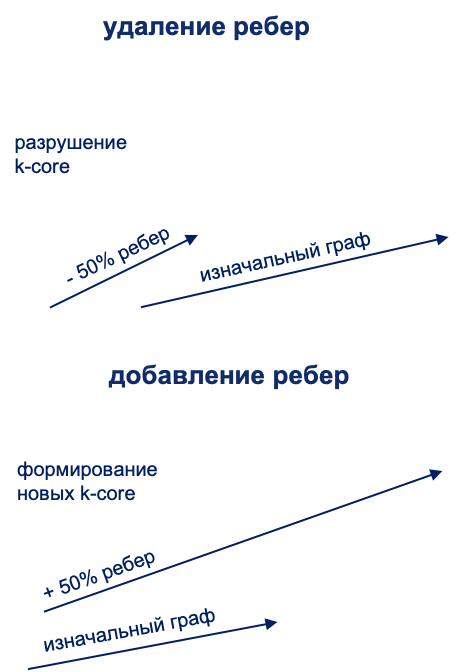 удаление ребер
разрушение
k-core
- 50% ребер
изначальный граф
добавление ребер
формирование
новых k-core
+ 50% ребер
изначальный граф